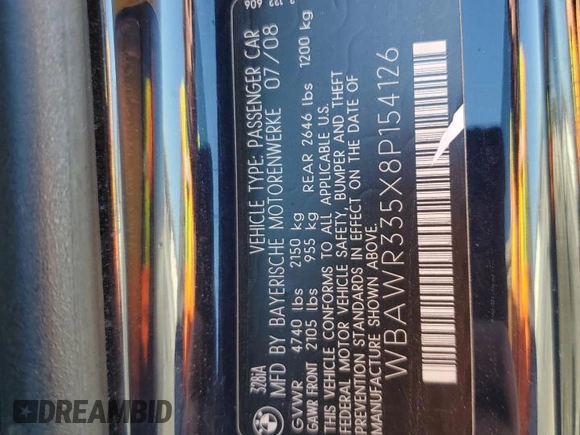 328iA
VEHICLE TYPE: PASSENGER CAR
MFD BY BAYERISCHE MOTORENWERKE 07/08
GVWR 4740 lbs 2150 kg
GAWR FRONT 2105 lbs 955 kg REAR 2646 lbs 1200 kg
THIS VEHICLE CONFORMS TO ALL APPLICABLE U.S.
FEDERAL MOTOR VEHICLE SAFETY, BUMPER AND THEFT
PREVENTION STANDARDS IN EFFECT ON THE DATE OF
MANUFACTURE SHOWN ABOVE.
WBAWR335X8P154126
BMW
DREAMBID